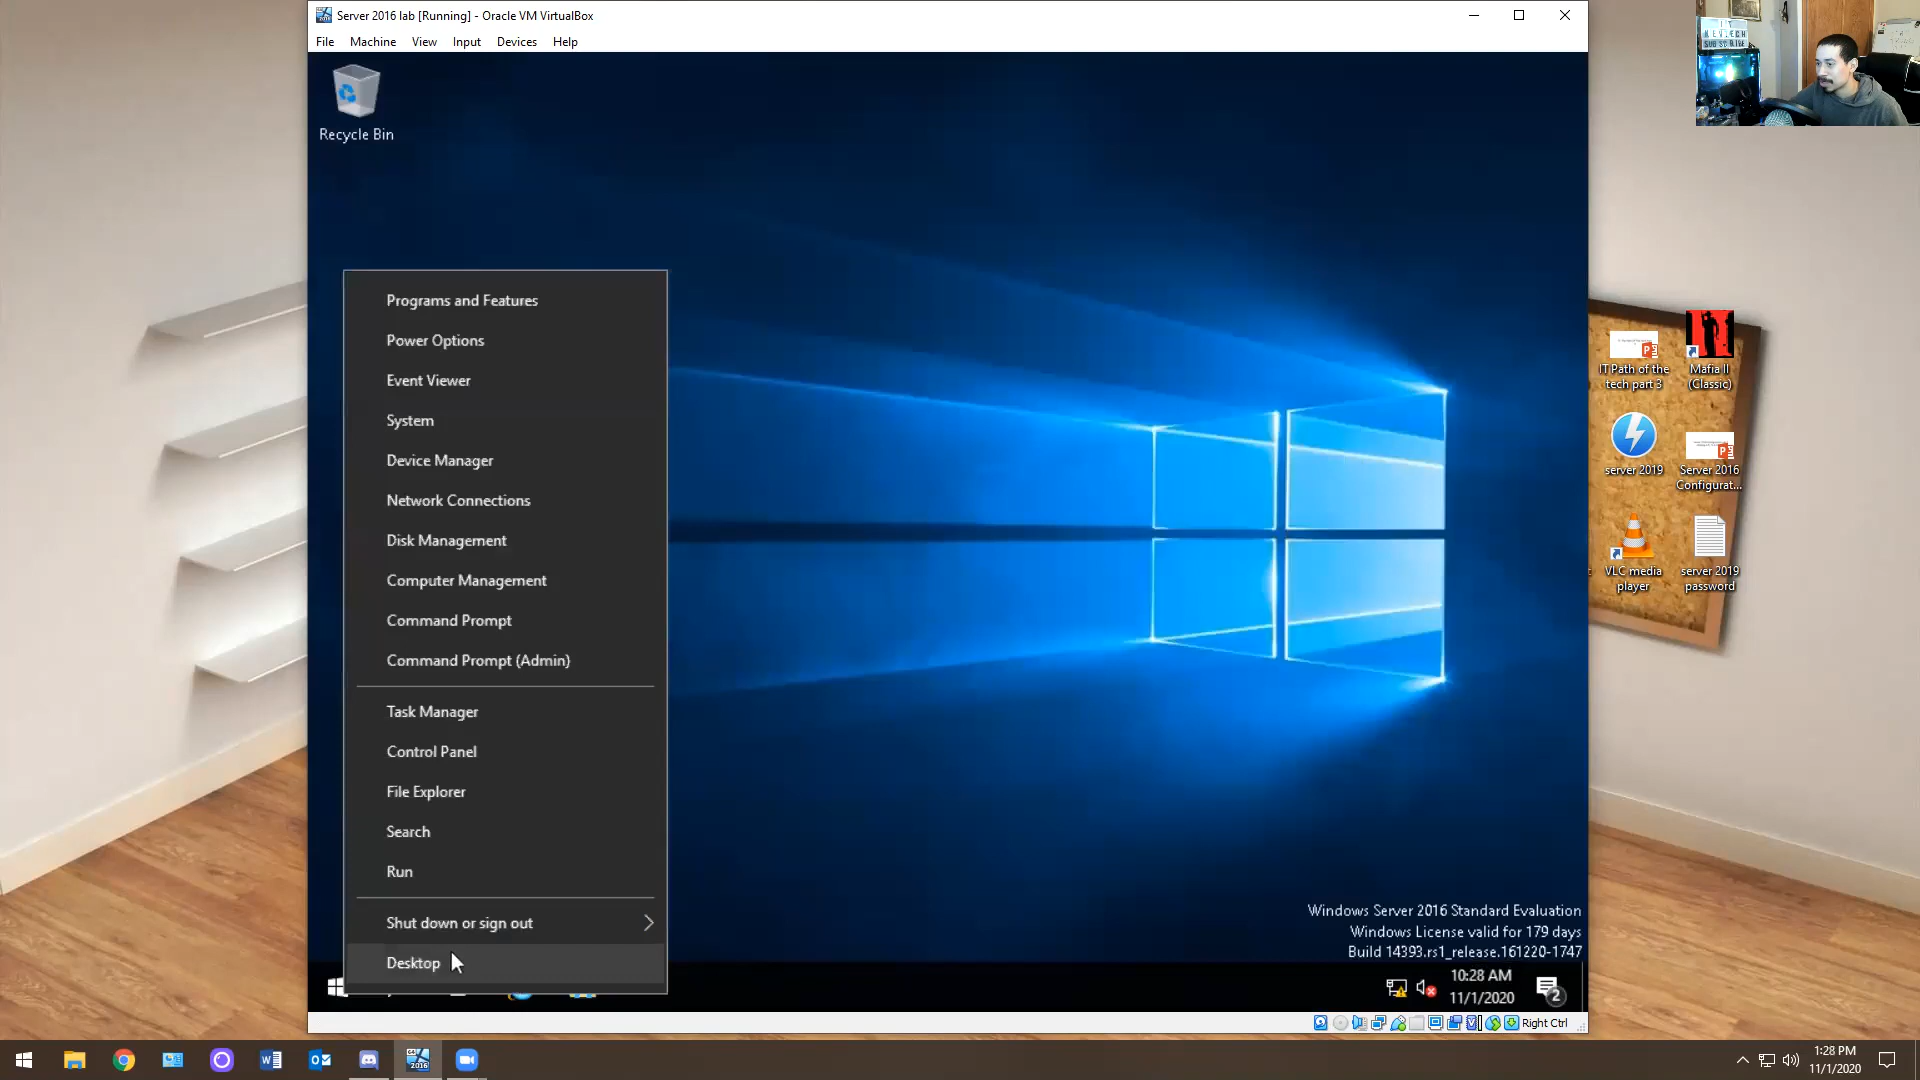 Server 2016 lab [Running] - Oracle VM VirtualBox
File Machine View Input Devices Help
Recycle Bin
Programs and Features
Power Options
Event Viewer
System
Device Manager
Network Connections
Disk Management
Computer Management
Command Prompt
Command Prompt (Admin)
Task Manager
Control Panel
File Explorer
Search
Run
Shut down or sign out
Desktop
Windows Server 2016 Standard Evaluation
Windows License valid for 179 days
Build 14393.rs1_release.161220-1747
10:28 AM
11/1/2020
2
Right Ctrl
IT Path of the
tech part 3
Mafia II
(Classic)
server 2019
Server 2016
Configurat...
VLC media
player
server 2019
password
SUBSCRIBE
2016
1:28 PM
11/1/2020